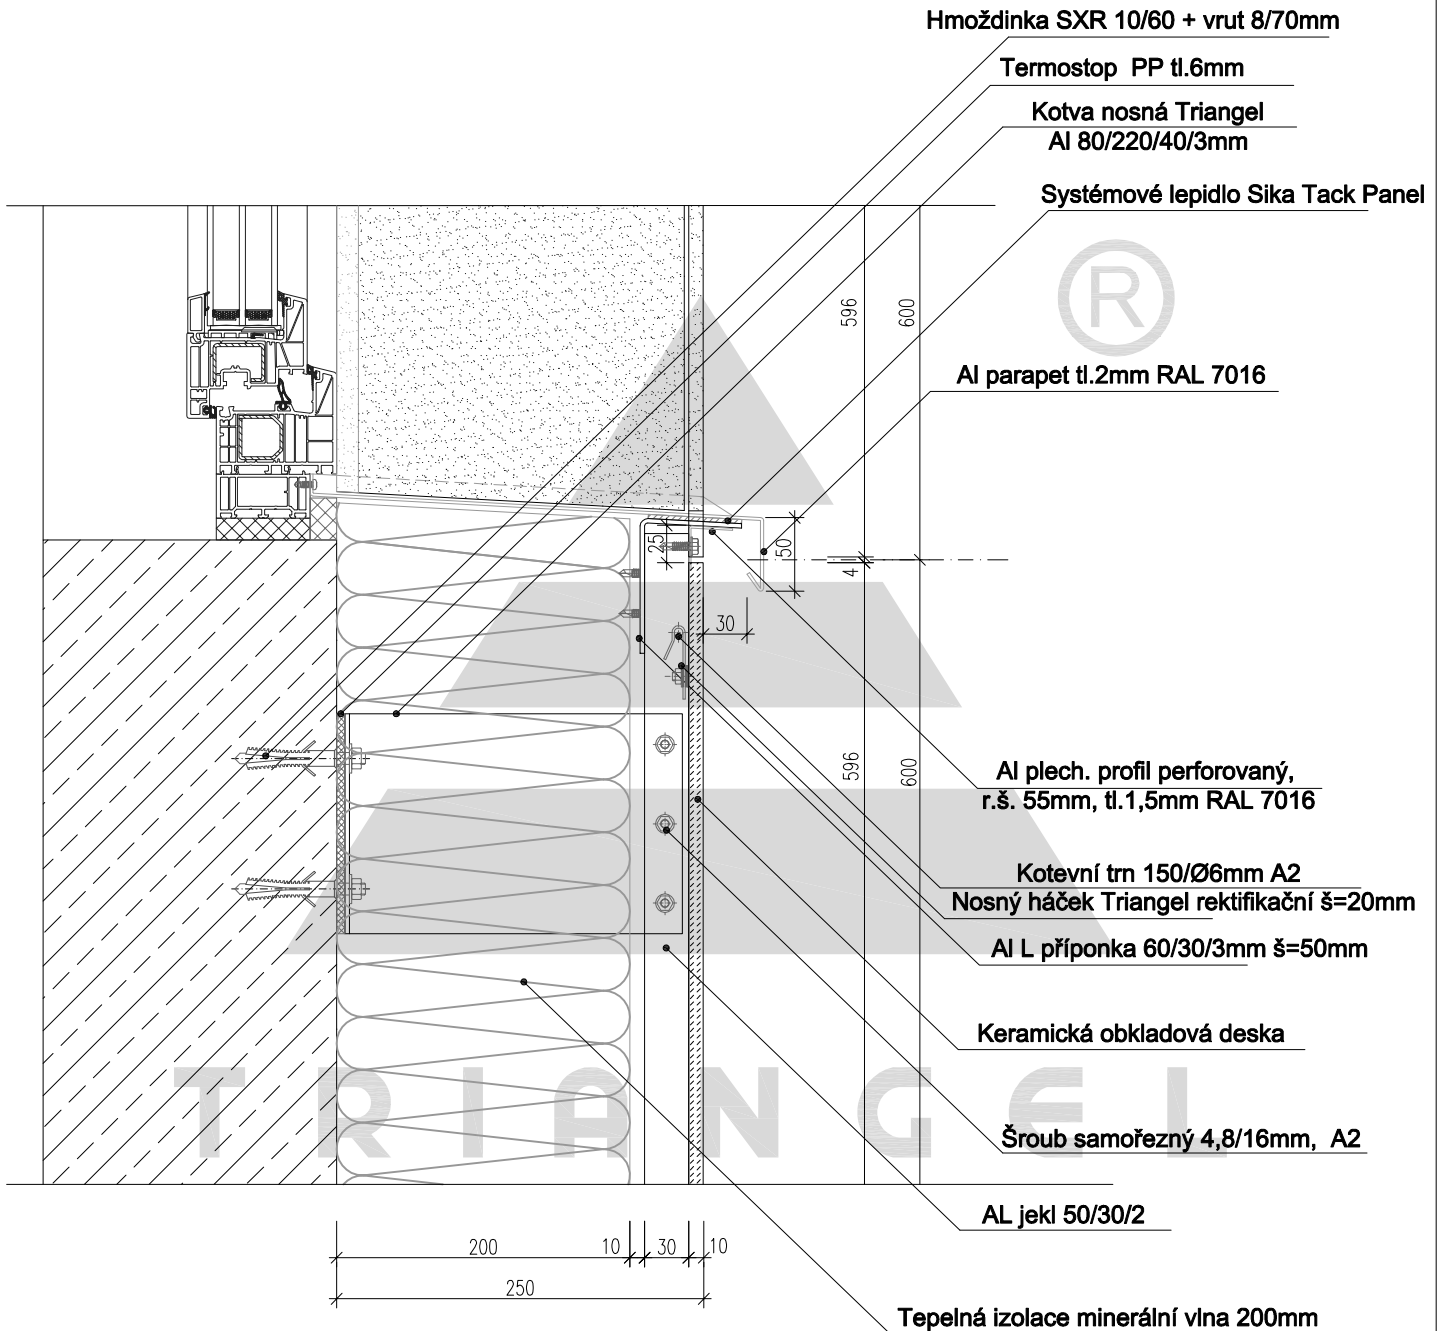 Hmoždinka SXR 10/60 + vrut 8/70mm
Termostop PP tl.6mm
Kotva nosná Triangel
Al 80/220/40/3mm
Systémové lepidlo Sika Tack Panel
®
596
600
Al parapet tl.2mm RAL 7016
25
50
4
30
596
600
Al plech. profil perforovaný,
r.š. 55mm, tl.1,5mm RAL 7016
Kotevní trn 150/Ø6mm A2
Nosný háček Triangel rektifikační š=20mm
Al L příponka 60/30/3mm š=50mm
Keramická obkladová deska
TRIANGEL
Šroub samořezný 4,8/16mm, A2
AL jekl 50/30/2
200
10
30
10
250
Tepelná izolace minerální vlna 200mm